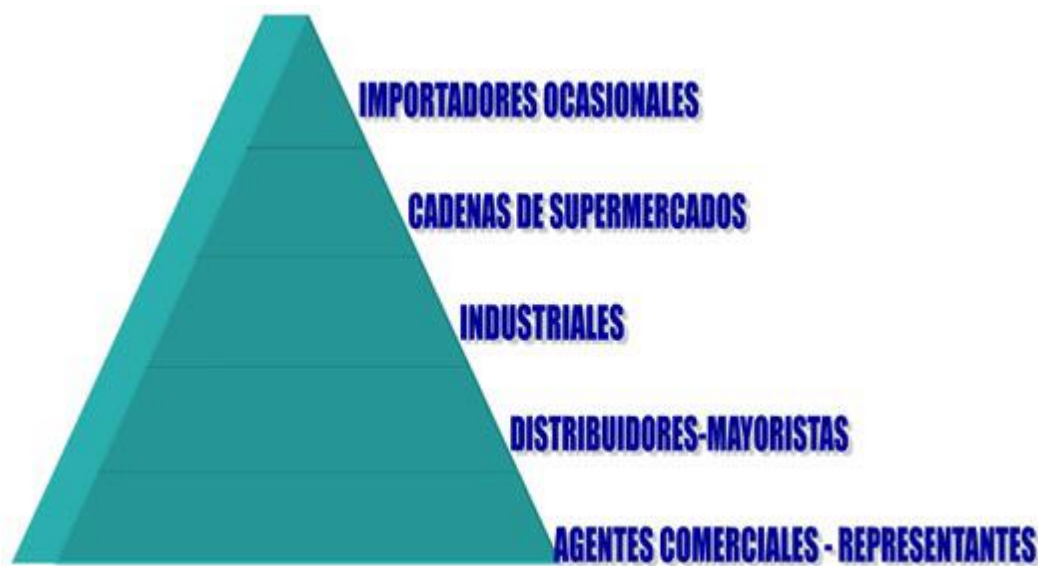 IMPORTADORES OCASIONALES
CADENAS DE SUPERMERCADOS
INDUSTRIALES
DISTRIBUIDORES-MAYORISTAS
AGENTES COMERCIALES - REPRESENTANTES